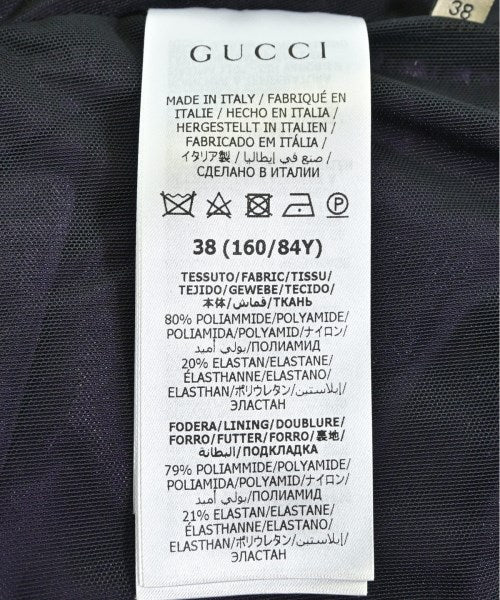 38
GUCCI
MADE IN ITALY / FABRIQUÉ EN
ITALIE / HECHO EN ITALIA /
HERGESTELLT IN ITALIEN /
FABRICADO EM ITÁLIA /
イタリア製 / صنع في إيطاليا /
СДЕЛАНО В ИТАЛИИ
P
38 (160/84Y)
TESSUTO/FABRIC/TISSU/
TEJIDO/GEWEBE/TECIDO/
本体/قماش/ТКАНЬ
80% POLIAMMIDE/POLYAMIDE/
POLIAMIDA/POLYAMID/ナイロン/
بولي أميد/ПОЛИАМИД
20% ELASTAN/ELASTANE/
ÉLASTHANNE/ELASTANO/
ELASTHAN/ポリウレタン/إيلاستين/
ЭЛАСТАН
FODERA/LINING/DOUBLURE/
FORRO/FUTTER/FORRO/裏地/
البطانة/ПОДКЛАДКА
79% POLIAMMIDE/POLYAMIDE/
POLIAMIDA/POLYAMID/ナイロン/
بولي أميد/ПОЛИАМИД
21% ELASTAN/ELASTANE/
ÉLASTHANNE/ELASTANO/
ELASTHAN/ポリウレタン/إيلاستين/
ЭЛАСТАН